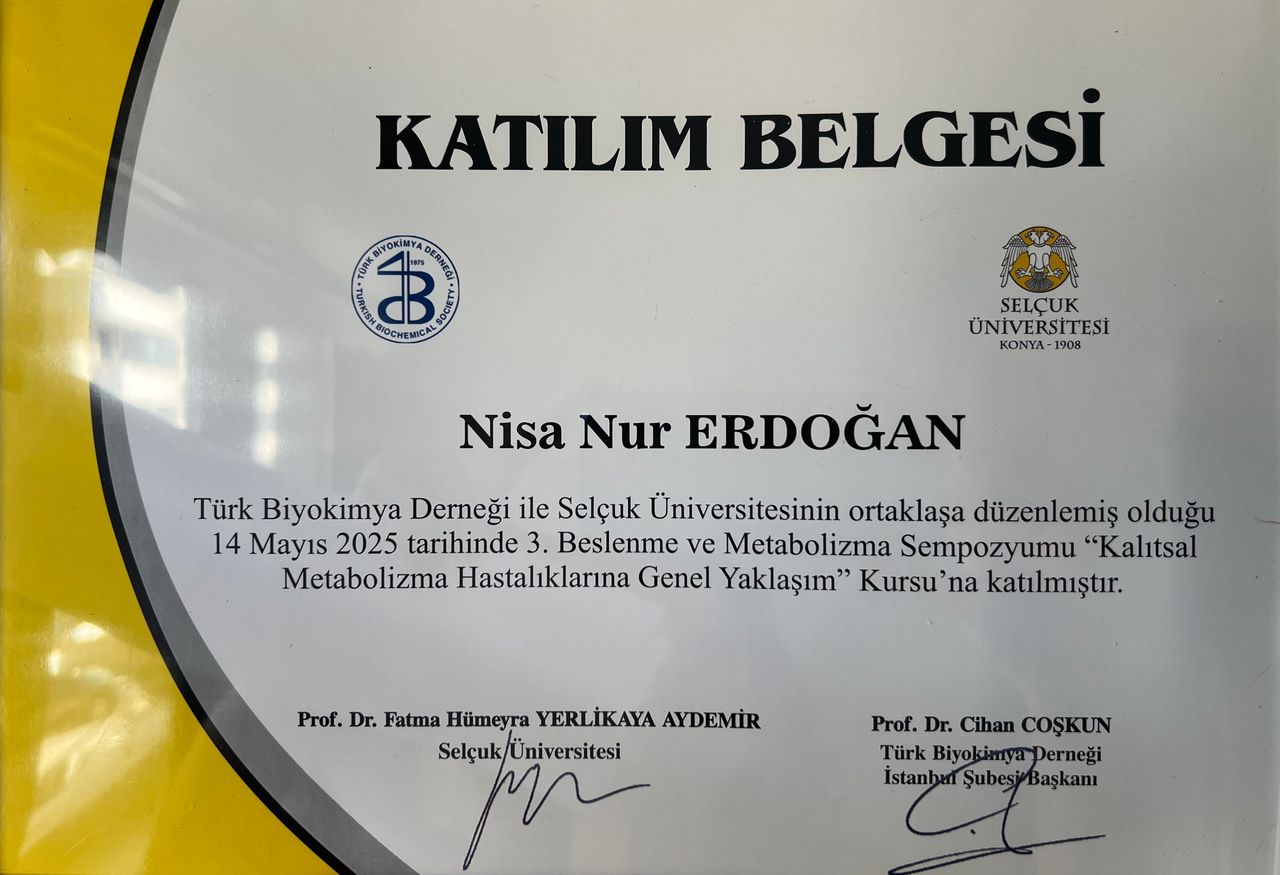 KATILIM BELGESİ
TÜRK BİYOKİMYA DERNEĞİ • TURKISH BIOCHEMICAL SOCIETY •
1975
SELÇUK
ÜNİVERSİTESİ
KONYA - 1908
Nisa Nur ERDOĞAN
Türk Biyokimya Derneği ile Selçuk Üniversitesinin ortaklaşa düzenlemiş olduğu
14 Mayıs 2025 tarihinde 3. Beslenme ve Metabolizma Sempozyumu “Kalıtsal
Metabolizma Hastalıklarına Genel Yaklaşım” Kursu’na katılmıştır.
Prof. Dr. Fatma Hümeyra YERLİKAYA AYDEMİR
Selçuk Üniversitesi
Prof. Dr. Cihan COŞKUN
Türk Biyokimya Derneği
İstanbul Şubesi Başkanı